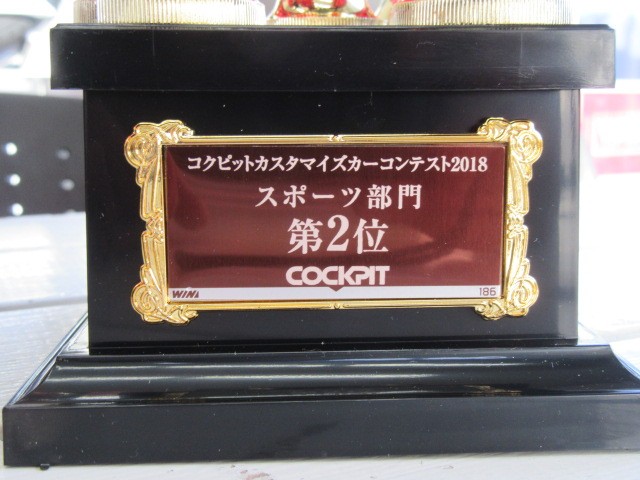 コクピットカスタマイズカーコンテスト2018
スポーツ部門
第2位
COCKPIT
WIN 186